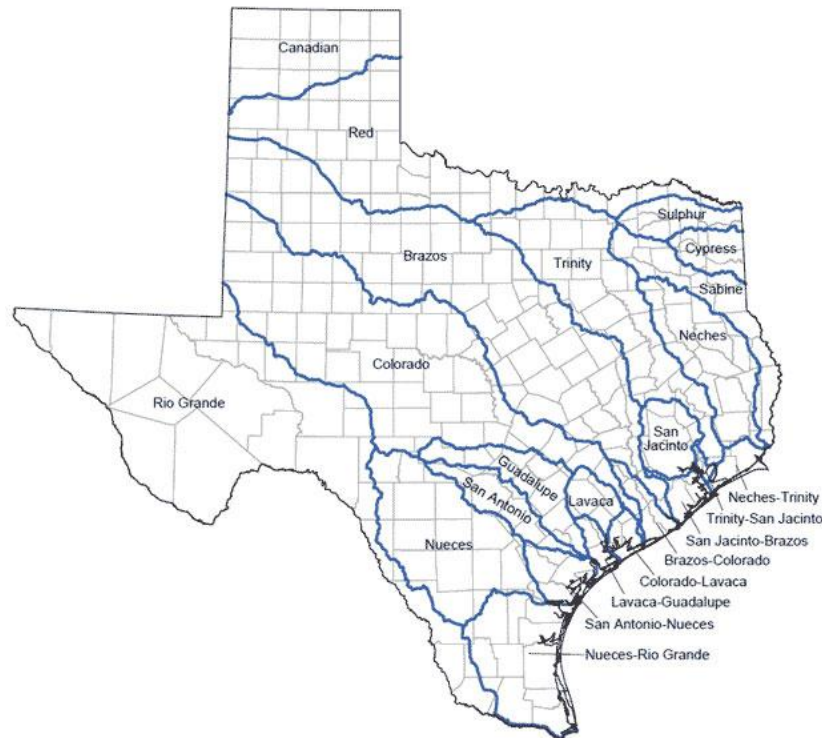 Canadian
Red
Sulphur
Cypress
Brazos
Trinity
Sabine
Neches
Colorado
Rio Grande
San
Jacinto
Guadalupe
San Antonio
Lavaca
Nueces
Neches-Trinity
Trinity-San Jacinto
San Jacinto-Brazos
Brazos-Colorado
Colorado-Lavaca
Lavaca-Guadalupe
San Antonio-Nueces
Nueces-Rio Grande